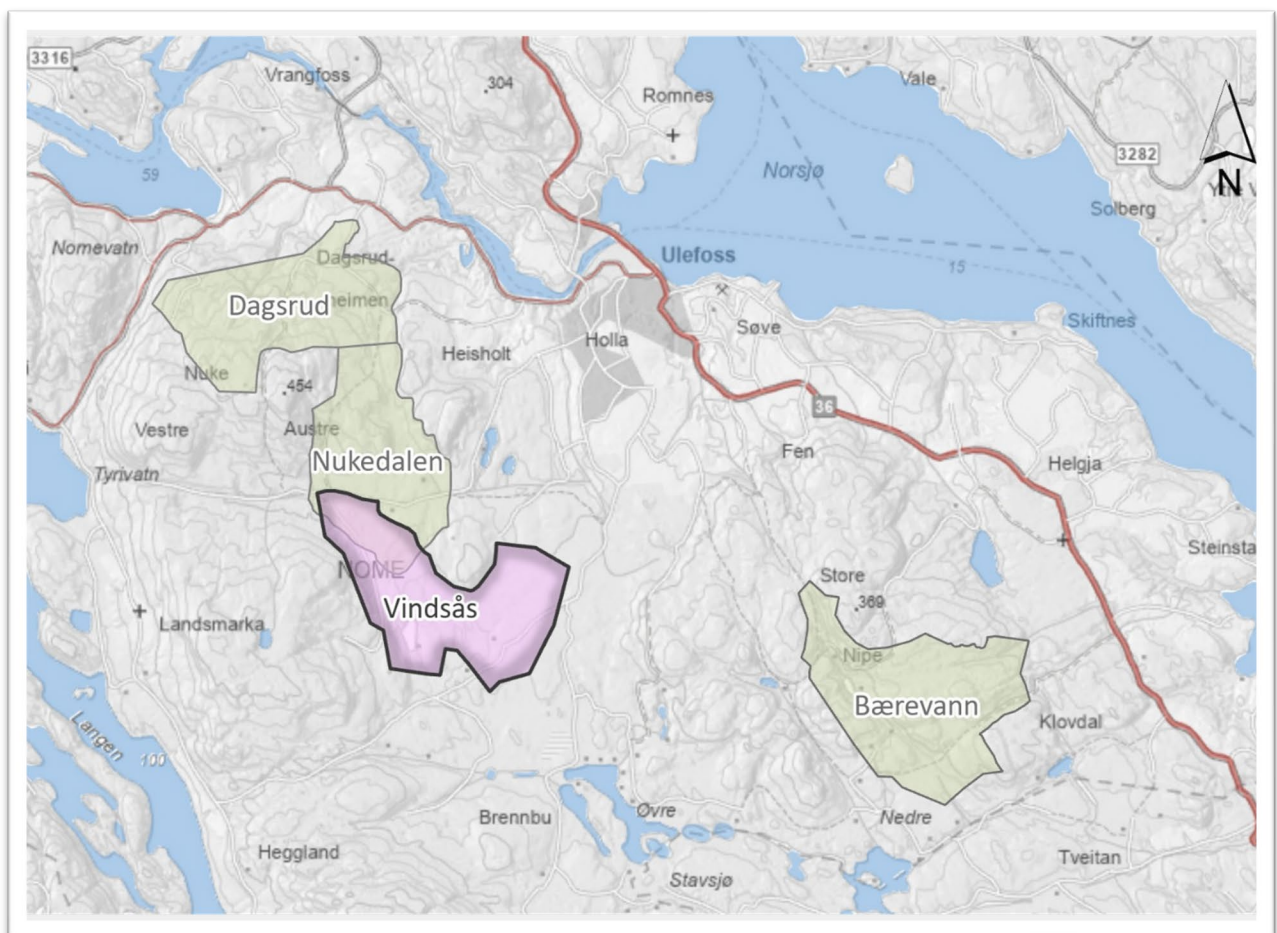 3316
Vrangfoss
304
Romnes
Vale
3282
N
59
Norsjø
Solberg
Nomevatn
Dagsrud-
heimen
Ulefoss
15
Dagsrud
Skiftnes
Søve
Holla
Heisholt
Nuke
454
36
Vestre
Austre
Fen
Helgja
Nukedalen
Tyrivatn
Steinsta
NOME
Store
369
Vindsås
Landsmarka
Nipe
Bærevann
Klovdal
Langen
100
Brennbu
Øvre
Nedre
Heggland
Tveitan
Stavsjø